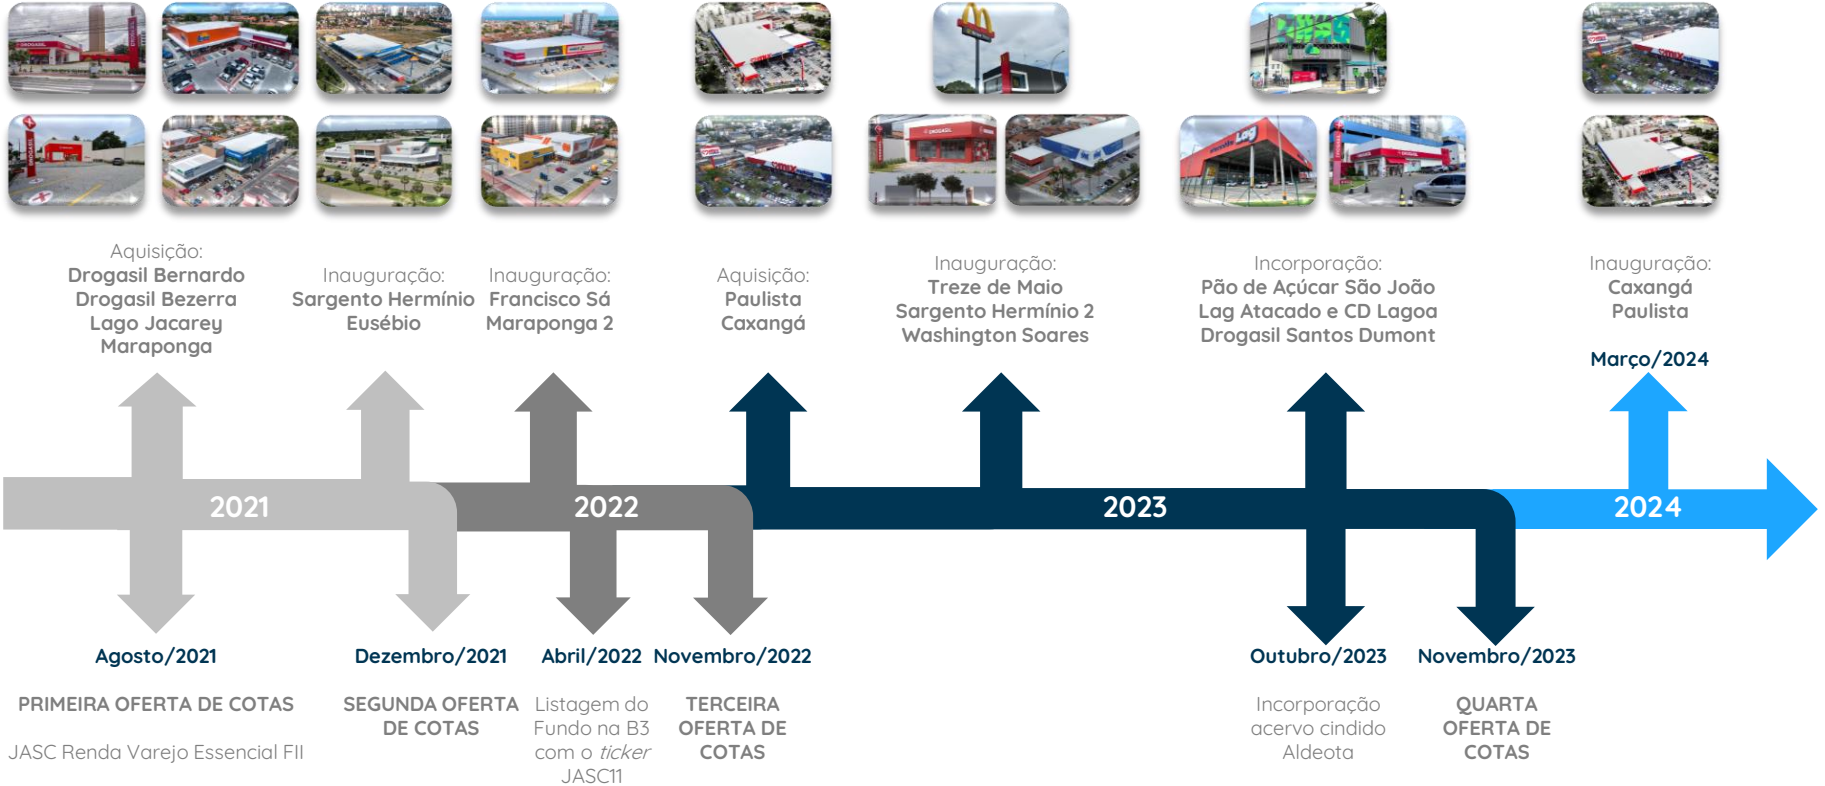 DROGASIL
DROGASIL
DROGASIL
Lag
Aquisição:
Drogasil Bernardo
Drogasil Bezerra
Lago Jacarey
Maraponga
Inauguração:
Sargento Hermínio
Eusébio
Inauguração:
Francisco Sá
Maraponga 2
Aquisição:
Paulista
Caxangá
Inauguração:
Treze de Maio
Sargento Hermínio 2
Washington Soares
Incorporação:
Pão de Açúcar São João
Lag Atacado e CD Lagoa
Drogasil Santos Dumont
Inauguração:
Caxangá
Paulista
Março/2024
2021
2022
2023
2024
Agosto/2021
PRIMEIRA OFERTA DE COTAS
JASC Renda Varejo Essencial FII
Dezembro/2021
SEGUNDA OFERTA
DE COTAS
Abril/2022
Listagem do
Fundo na B3
com o ticker
JASC11
Novembro/2022
TERCEIRA
OFERTA DE
COTAS
Outubro/2023
Incorporação
acervo cindido
Aldeota
Novembro/2023
QUARTA
OFERTA DE
COTAS